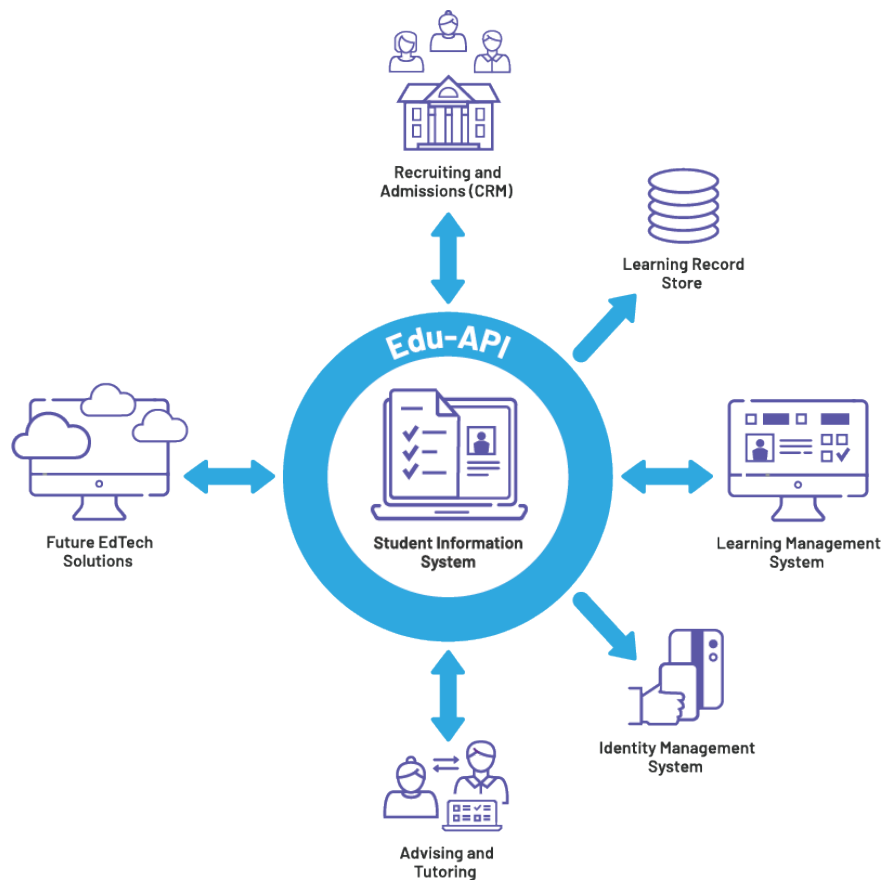 Recruiting and
Admissions (CRM)
Learning Record
Store
Edu-API
Future EdTech
Solutions
Student Information
System
Learning Management
System
Identity Management
System
Advising and
Tutoring